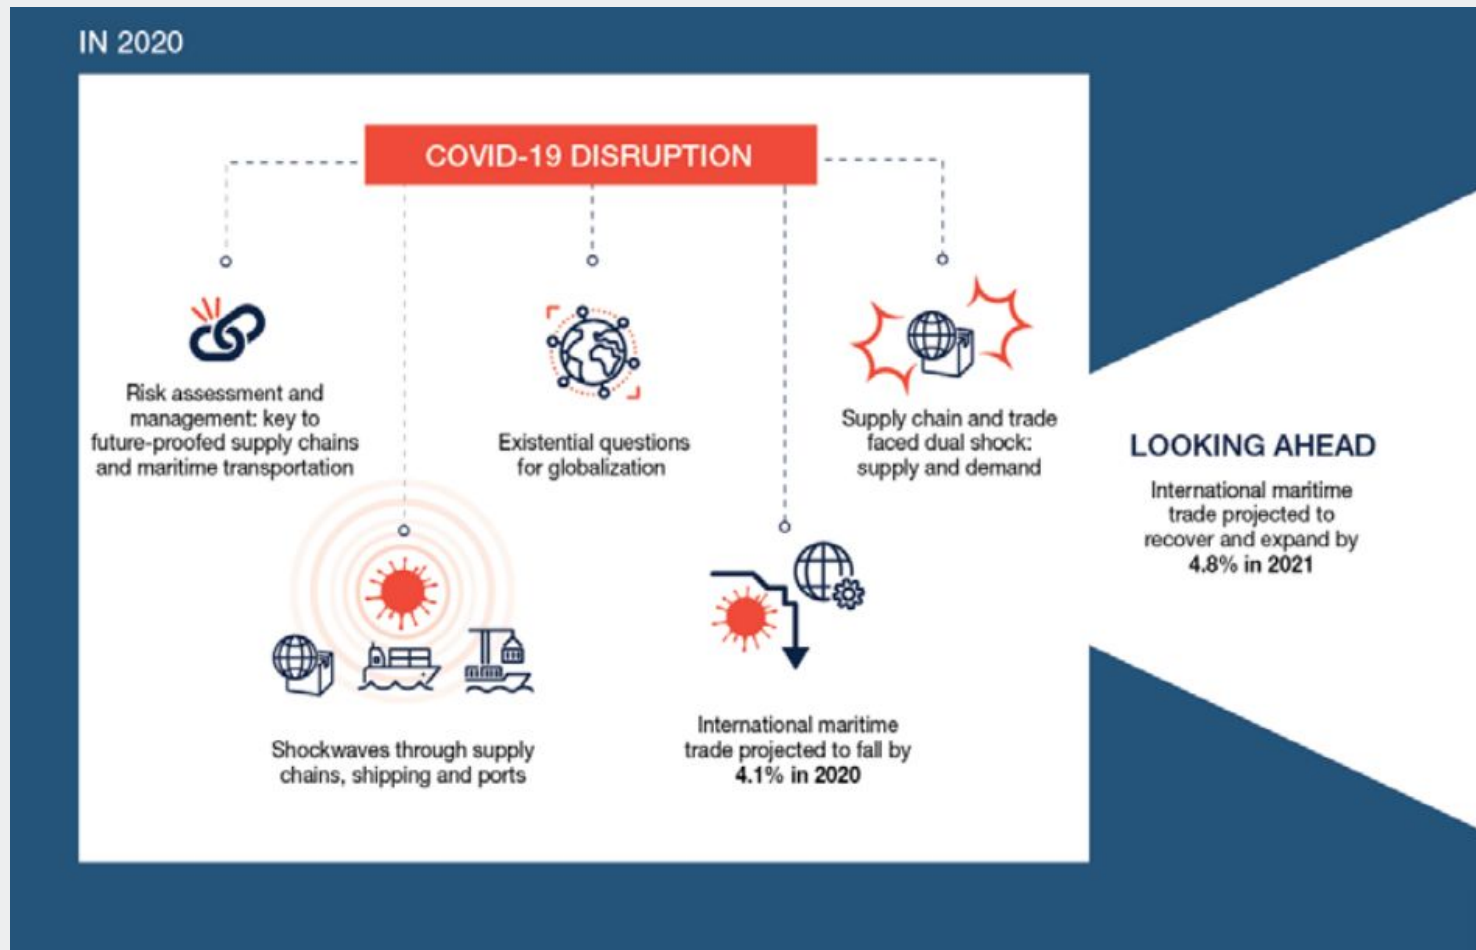 IN 2020
COVID-19 DISRUPTION
Risk assessment and
management: key to
future-proofed supply chains
and maritime transportation
Shockwaves through supply
chains, shipping and ports
Existential questions
for globalization
International maritime
trade projected to fall by
4.1% in 2020
Supply chain and trade
faced dual shock:
supply and demand
LOOKING AHEAD
International maritime
trade projected to
recover and expand by
4.8% in 2021